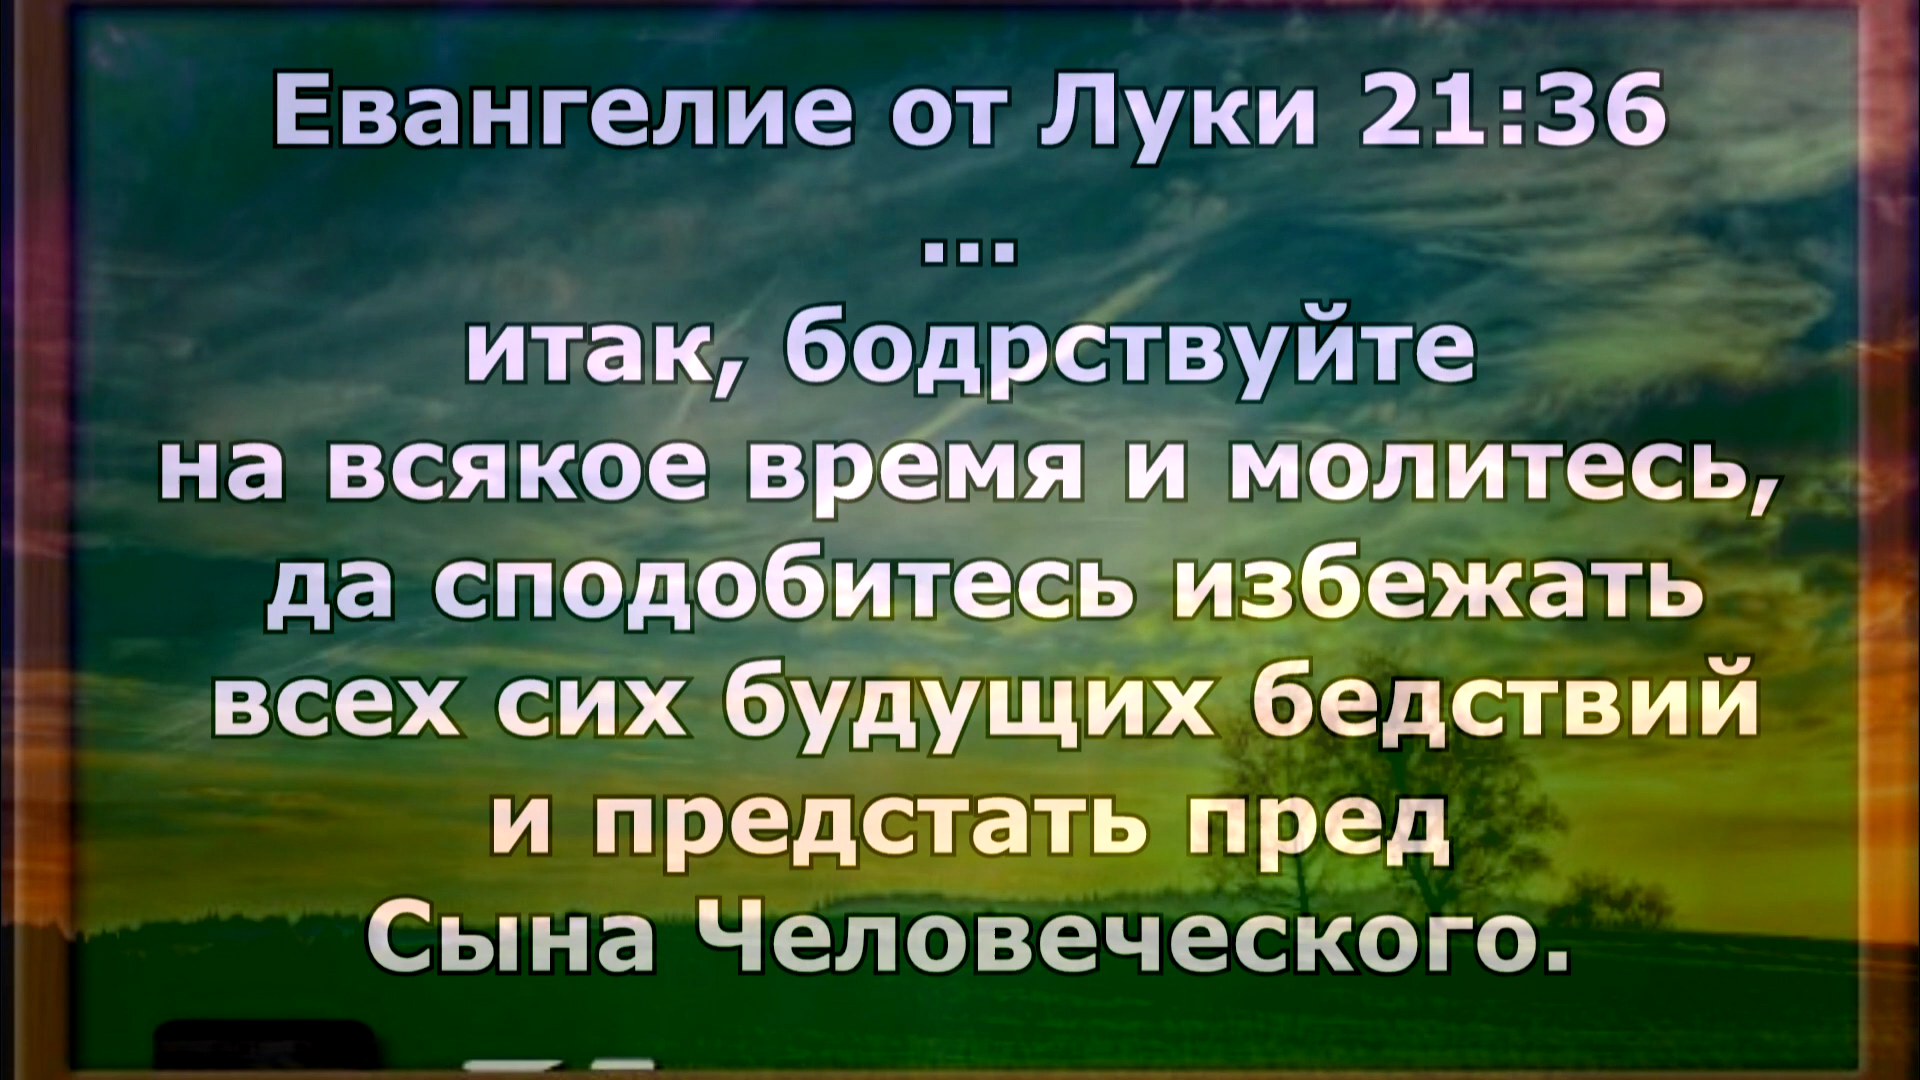 Евангелие от Луки 21:36
...
итак, бодрствуйте
на всякое время и молитесь,
да сподобитесь избежать
всех сих будущих бедствий
и предстать пред
Сына Человеческого.